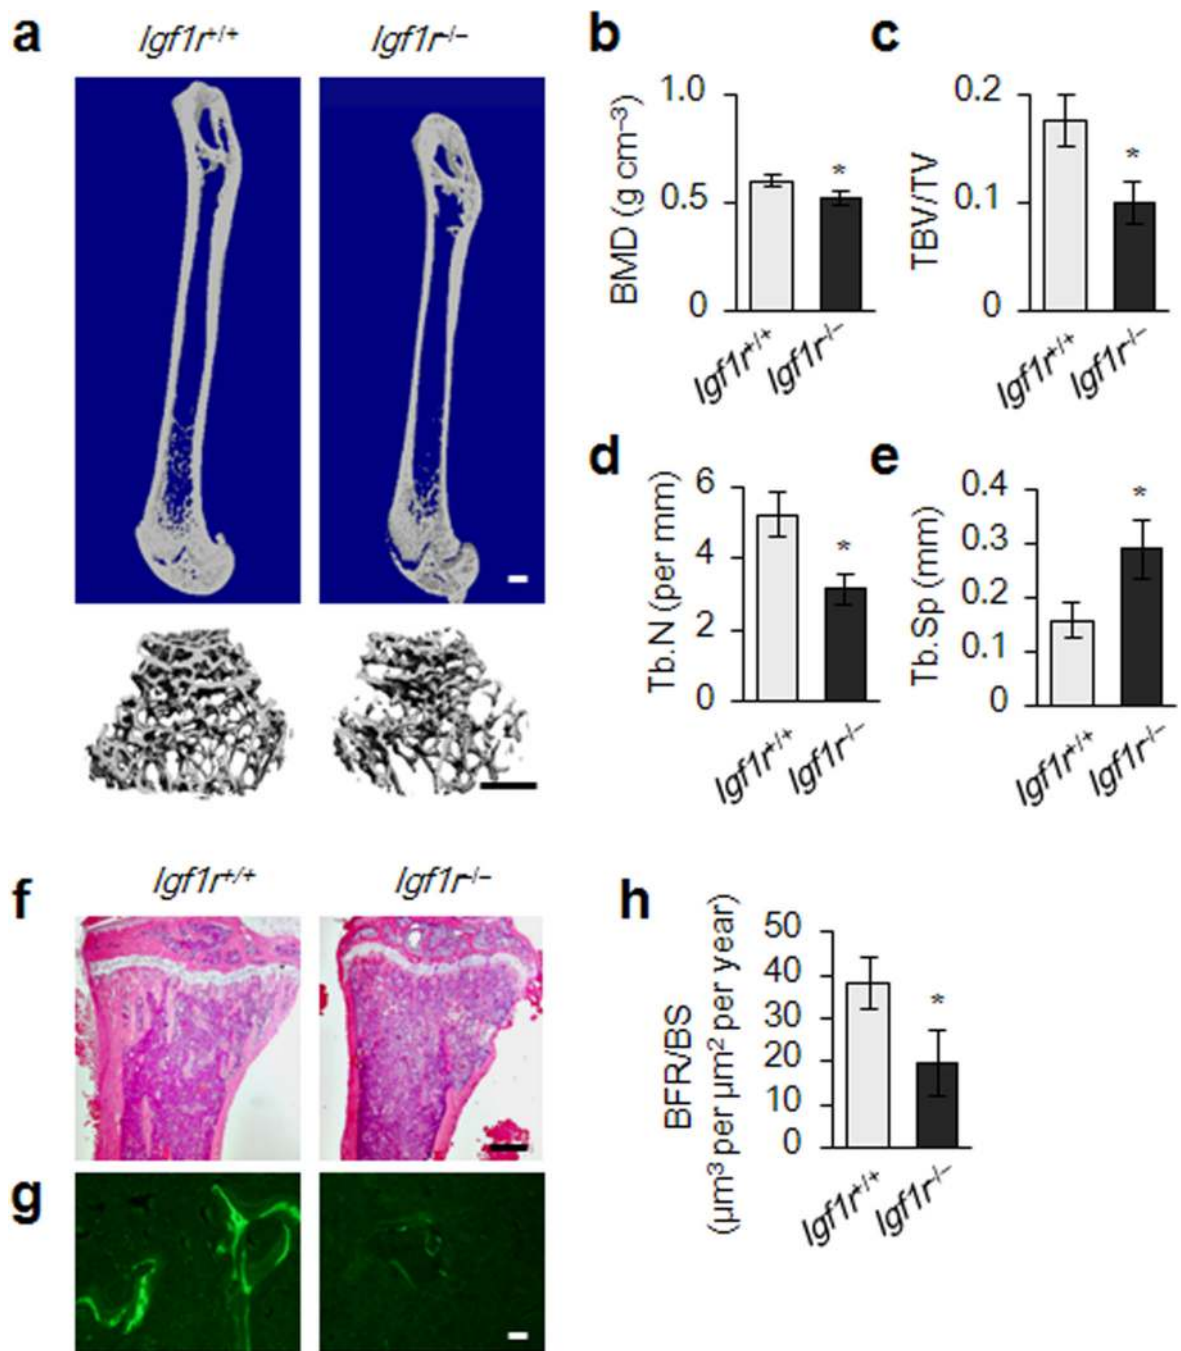 a
Igf1r+/+
Igf1r–/–
b
BMD (g cm–3)
1.0
0.5
0
*
Igf1r+/+
Igf1r–/–
c
TBV/TV
0.2
0.1
0
*
Igf1r+/+
Igf1r–/–
d
Tb.N (per mm)
6
4
2
0
*
Igf1r+/+
Igf1r–/–
e
Tb.Sp (mm)
0.4
0.3
0.2
0.1
0
*
Igf1r+/+
Igf1r–/–
f
Igf1r+/+
Igf1r–/–
g
h
BFR/BS
(µm3 per µm2 per year)
50
40
30
20
10
0
*
Igf1r+/+
Igf1r–/–